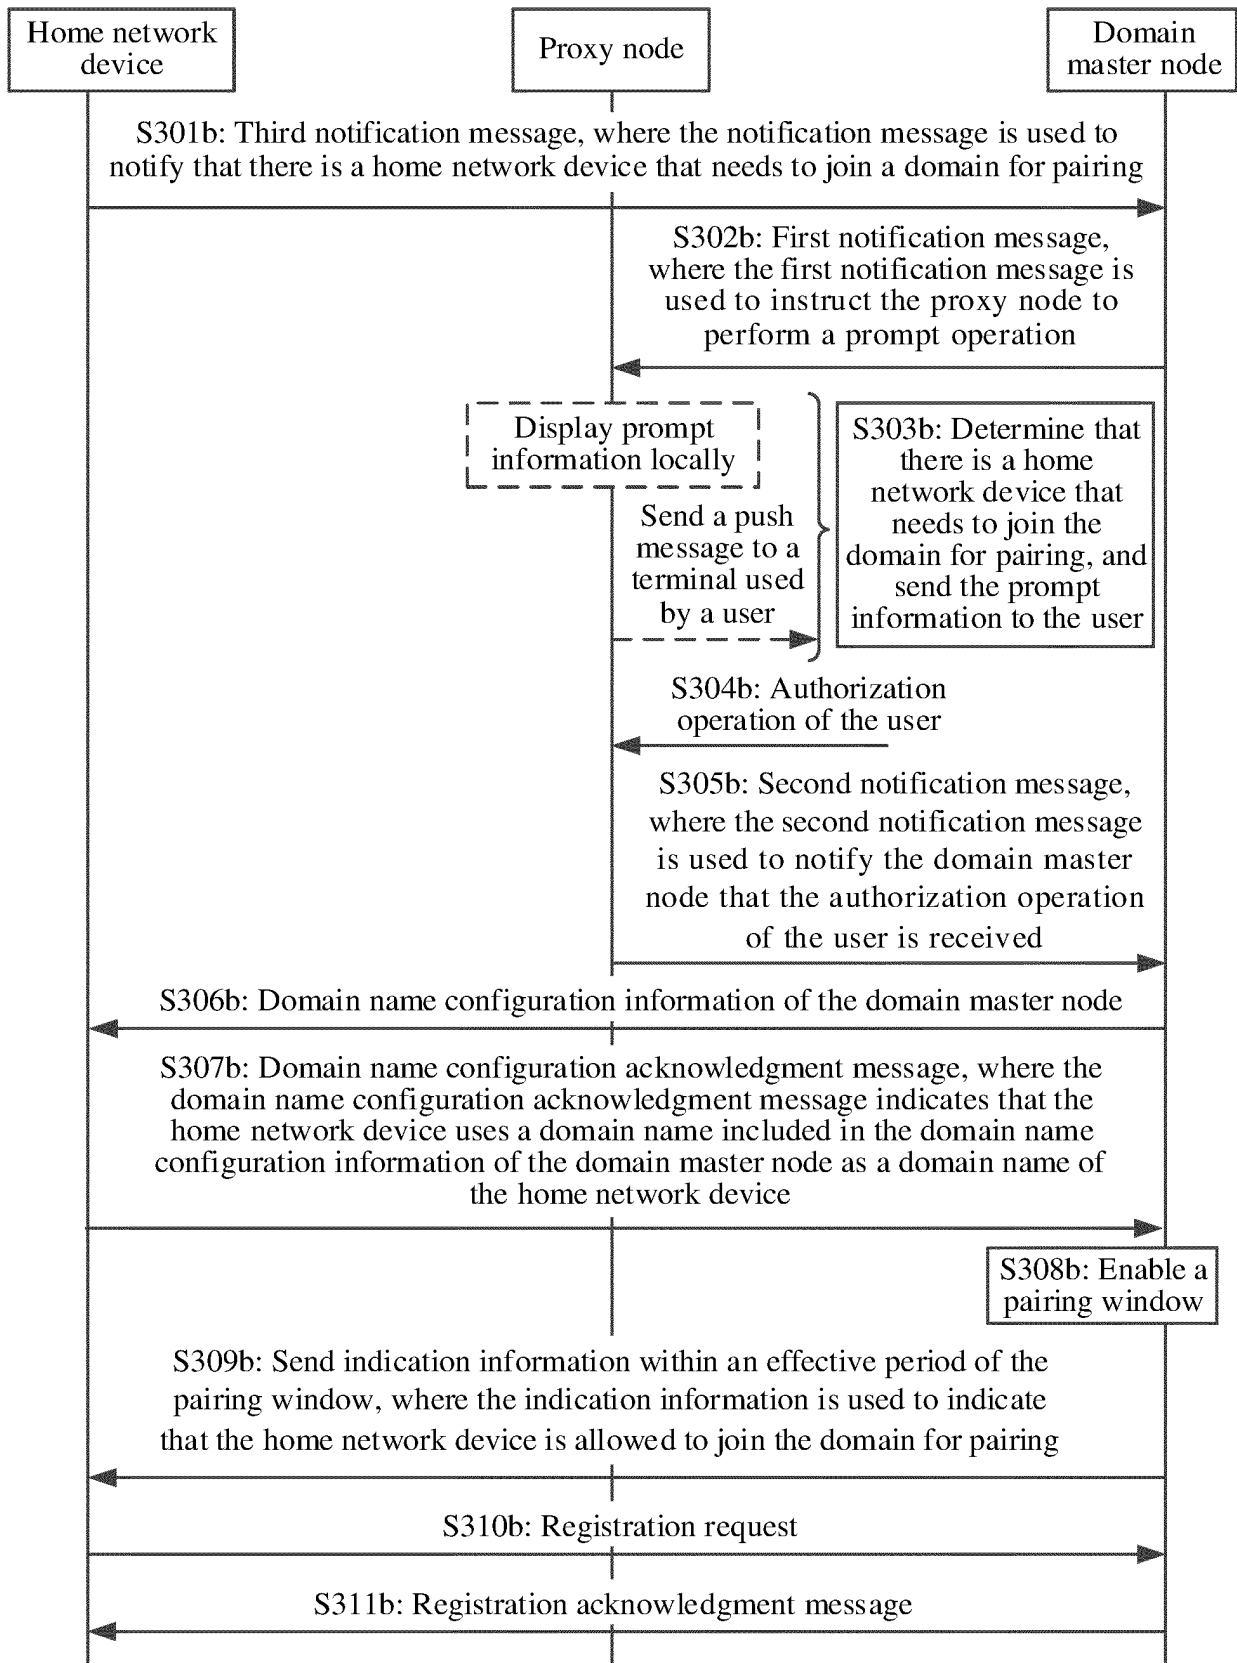 Home network
device
Proxy node
Domain
master node
S301b: Third notification message, where the notification message is used to
notify that there is a home network device that needs to join a domain for pairing
S302b: First notification message,
where the first notification message is
used to instruct the proxy node to
perform a prompt operation
Display prompt
information locally
Send a push
message to a
terminal used
by a user
S303b: Determine that
there is a home
network device that
needs to join the
domain for pairing, and
send the prompt
information to the user
S304b: Authorization
operation of the user
S305b: Second notification message,
where the second notification message
is used to notify the domain master
node that the authorization operation
of the user is received
S306b: Domain name configuration information of the domain master node
S307b: Domain name configuration acknowledgment message, where the
domain name configuration acknowledgment message indicates that the
home network device uses a domain name included in the domain name
configuration information of the domain master node as a domain name of
the home network device
S308b: Enable a
pairing window
S309b: Send indication information within an effective period of the
pairing window, where the indication information is used to indicate
that the home network device is allowed to join the domain for pairing
S310b: Registration request
S311b: Registration acknowledgment message